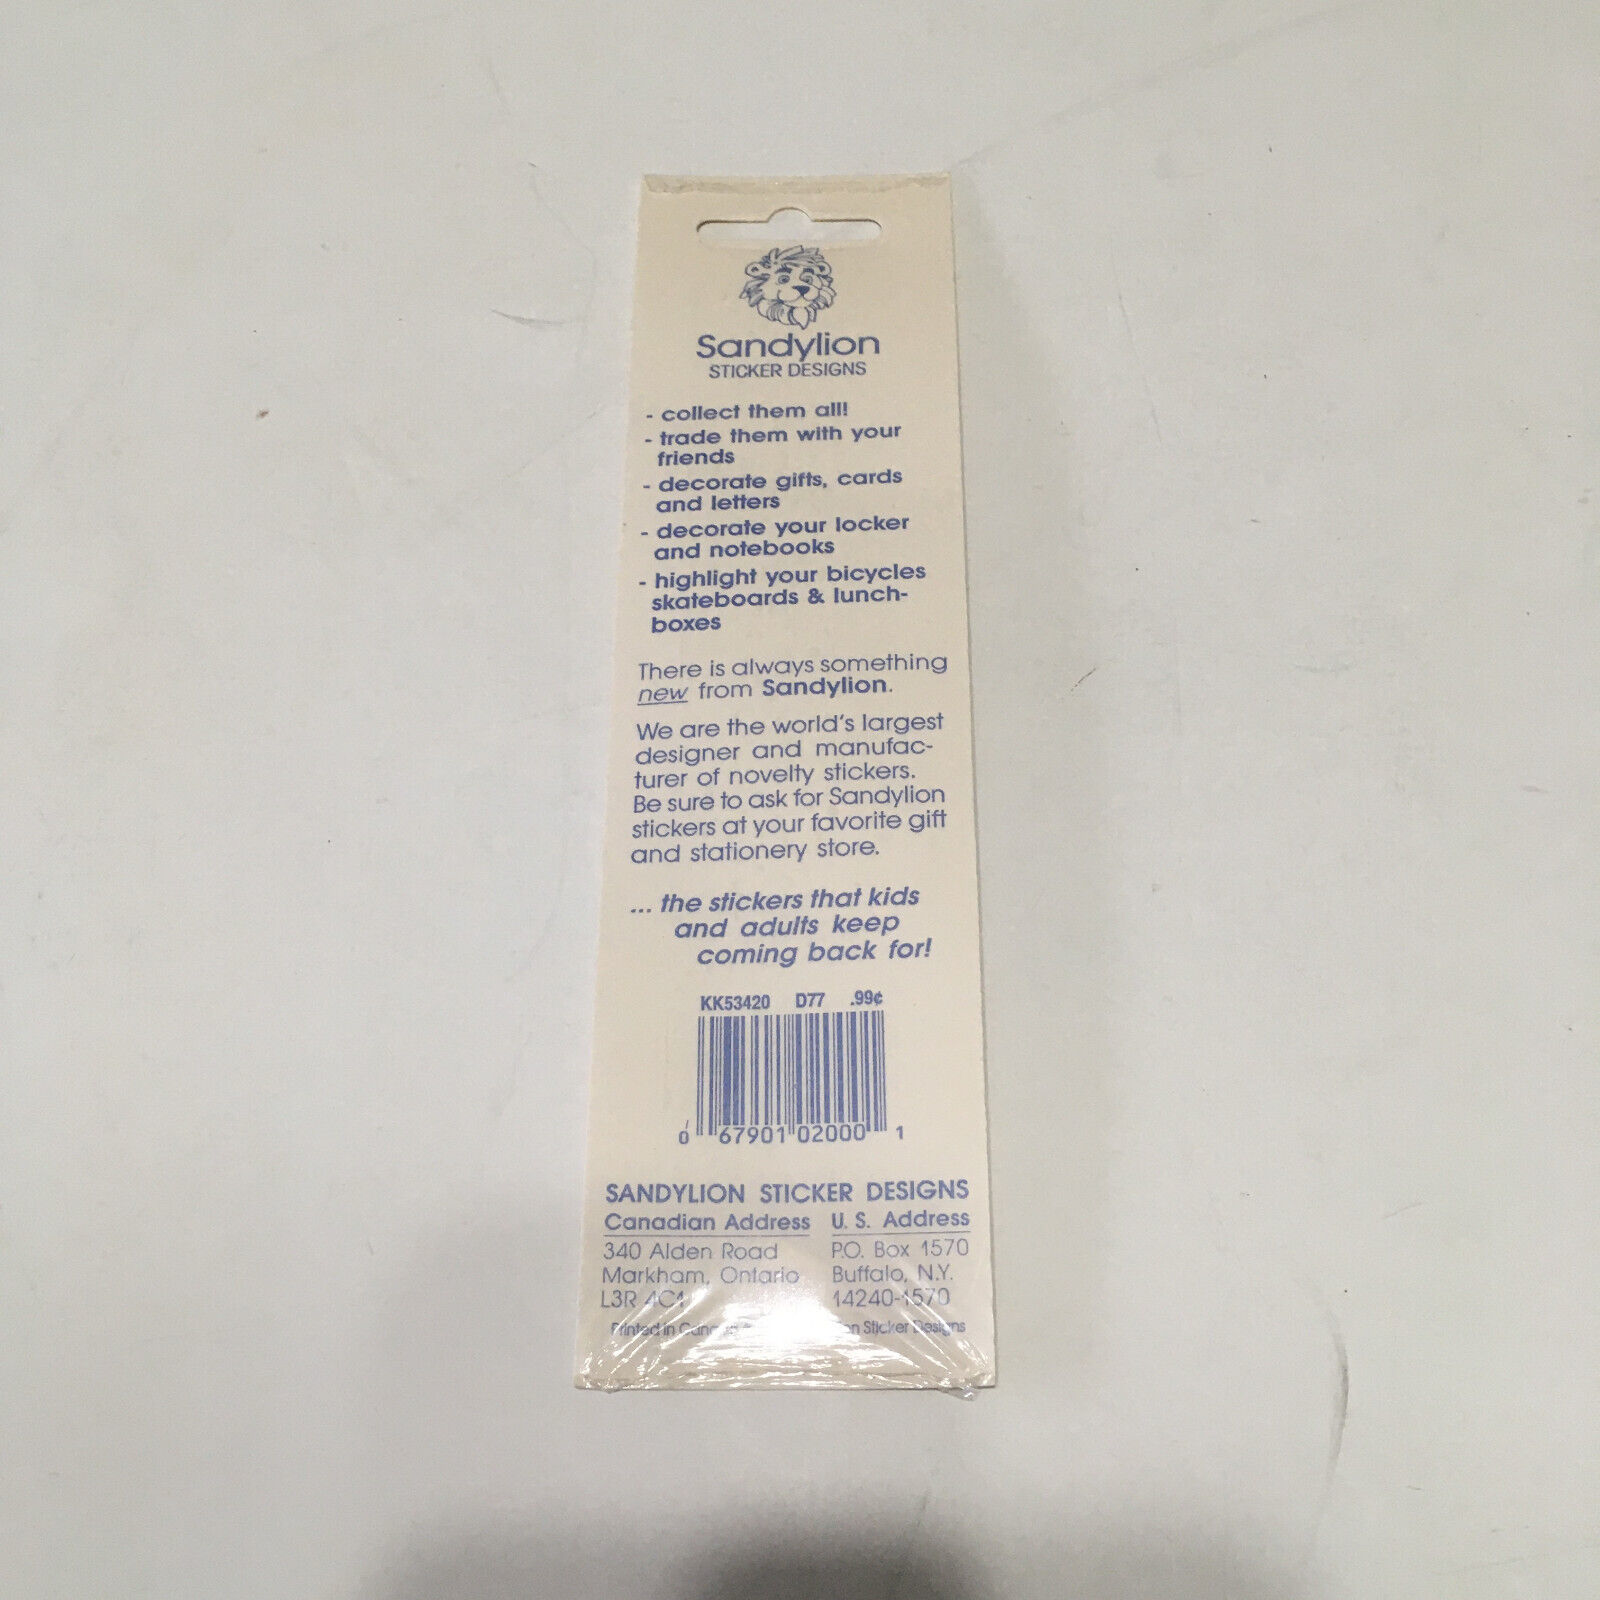 Sandylion
STICKER DESIGNS
- collect them all!
- trade them with your
friends
- decorate gifts, cards
and letters
- decorate your locker
and notebooks
- highlight your bicycles
skateboards & lunch-
boxes
There is always something
new from Sandylion.
We are the world's largest
designer and manufac-
turer of novelty stickers.
Be sure to ask for Sandylion
stickers at your favorite gift
and stationery store.
... the stickers that kids
and adults keep
coming back for!
KK53420 D77 .99¢
0 67901 02000 1
SANDYLION STICKER DESIGNS
Canadian Address U. S. Address
340 Alden Road P.O. Box 1570
Markham, Ontario Buffalo, N.Y.
L3R 4C1 14240-1570
Printed in Sticker Designs